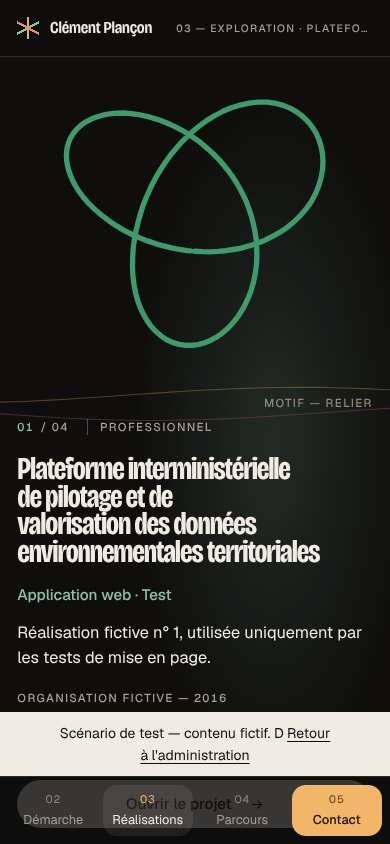 Clément Plançon
03 — EXPLORATION · PLATEFO…
MOTIF — RELIER
01 / 04 PROFESSIONNEL
Plateforme interministérielle
de pilotage et de
valorisation des données
environnementales territoriales
Application web · Test
Réalisation fictive n° 1, utilisée uniquement par
les tests de mise en page.
ORGANISATION FICTIVE — 2016
Scénario de test — contenu fictif. D Retour
à l'administration
Ouvrir le projet →
02 03 04 05
Démarche Réalisations Parcours Contact